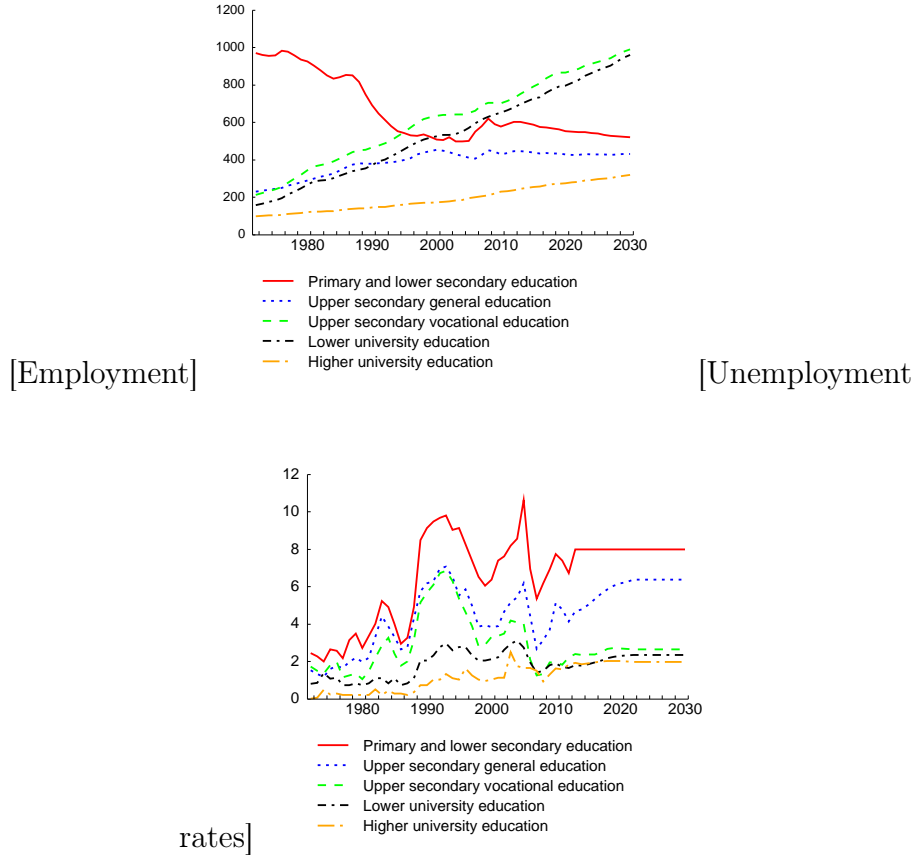 1200
1000
800
600
400
200
0
1980 1990 2000 2010 2020 2030
Primary and lower secondary education
Upper secondary general education
Upper secondary vocational education
Lower university education
Higher university education
[Employment] [Unemployment
12
10
8
6
4
2
0
1980 1990 2000 2010 2020 2030
Primary and lower secondary education
Upper secondary general education
Upper secondary vocational education
Lower university education
Higher university education
rates]